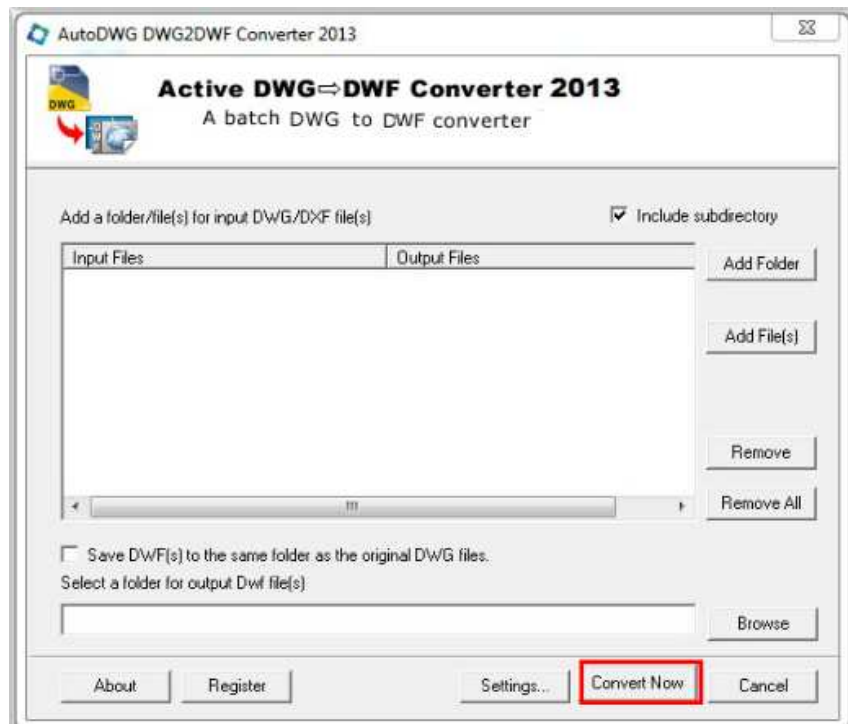 AutoDWG DWG2DWF Converter 2013
DWG
Active DWG⇨DWF Converter 2013
A batch DWG to DWF converter
Add a folder/file(s) for input DWG/DXF file(s)
Include subdirectory
Input Files
Output Files
Add Folder
Add File(s)
Remove
Remove All
Save DWF(s) to the same folder as the original DWG files.
Select a folder for output Dwf file(s)
Browse
About
Register
Settings...
Convert Now
Cancel